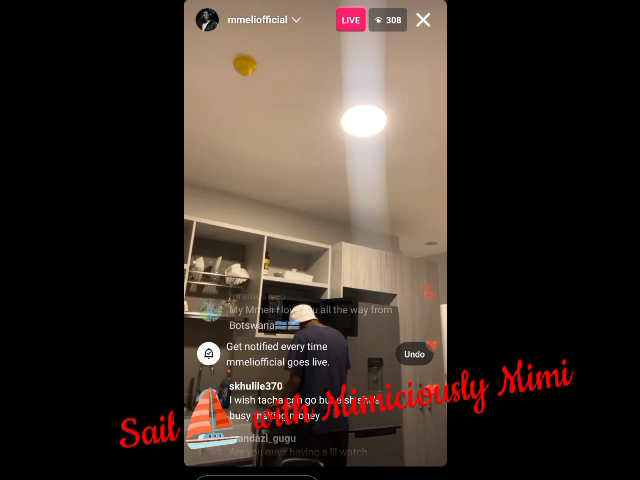 mmeliofficial
LIVE
308
My Mmeli I love you all the way from
Botswana
Get notified every time
mmeliofficial goes live.
Undo
skhulile370
I wish tacha can go but
busy making money
Sail with Mimiciously Mimi
andazi_gugu
Are you guys having a lil watch